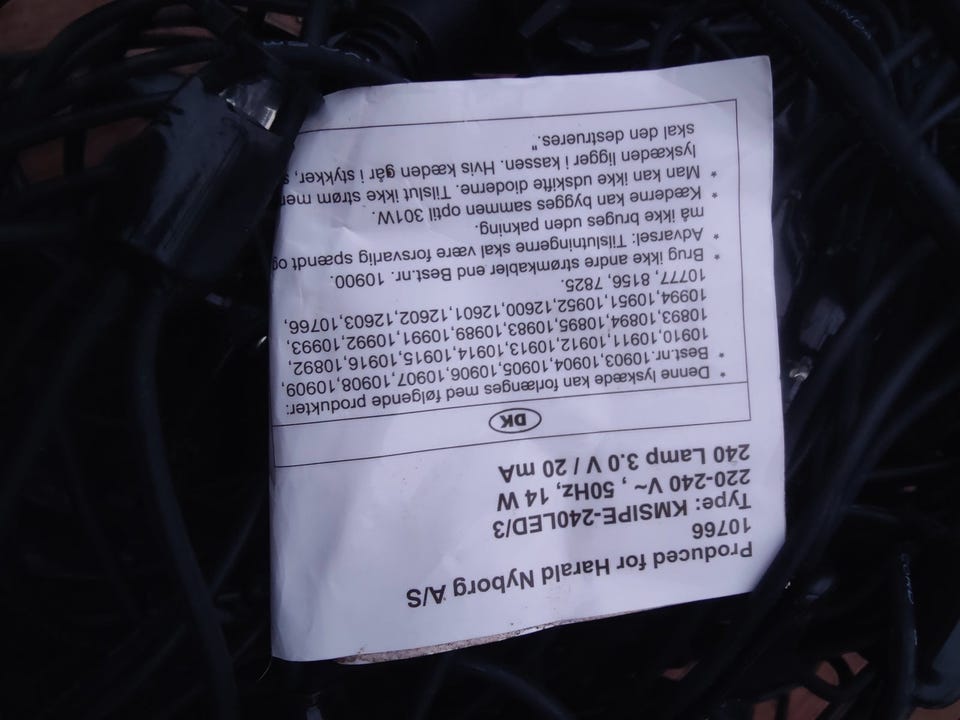 Produced for Harald Nyborg A/S
10766
Type: KMSIPE-240LED/3
220-240 V~ , 50Hz, 14 W
240 Lamp 3.0 V / 20 mA
DK
* Denne lyskæde kan forlænges med følgende produkter:
* Best.nr. 10903,10904,10905,10906,10907,10908,10909,
10910,10911,10912,10913,10914,10915,10916,10892,
10893,10894,10895,10983,10989,10991,10992,10993,
10994,10951,10952,12600,12601,12602,12603,10766,
10777, 8156, 7825.
* Brug ikke andre strømkabler end Best.nr. 10900.
* Advarsel: Tilslutningerne skal være forsvarlig spændt og
må ikke bruges uden pakning.
* Kæderne kan bygges sammen optil 301W.
* Man kan ikke udskifte dioderne. Tilslut ikke strøm men
lyskæden ligger i kassen. Hvis kæden går i stykker, s
skal den destrueres."